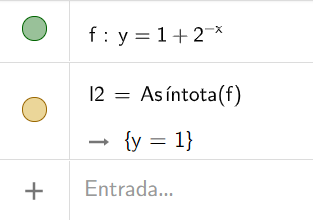 f : y = 1 + 2⁻ˣ
l2 = Asíntota(f)
→ {y = 1}
+ Entrada...